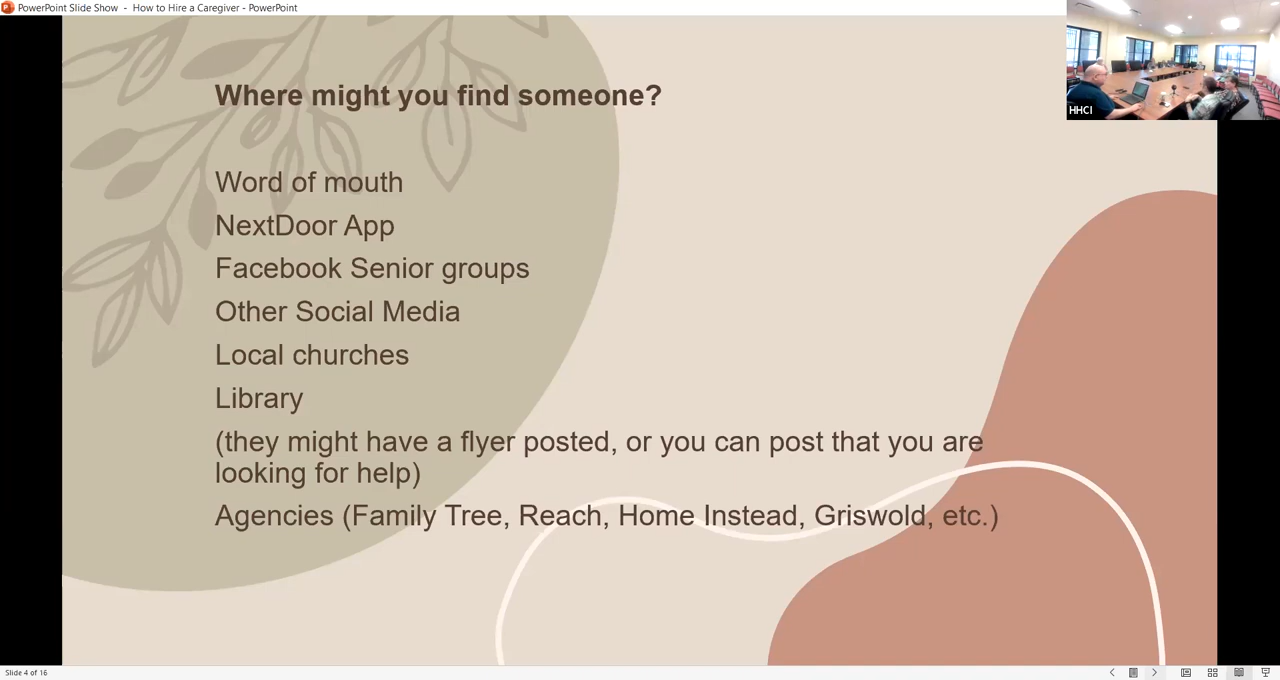 PowerPoint Slide Show - How to Hire a Caregiver - PowerPoint
HHCI
Where might you find someone?
Word of mouth
NextDoor App
Facebook Senior groups
Other Social Media
Local churches
Library
(they might have a flyer posted, or you can post that you are
looking for help)
Agencies (Family Tree, Reach, Home Instead, Griswold, etc.)
Slide 4 of 16